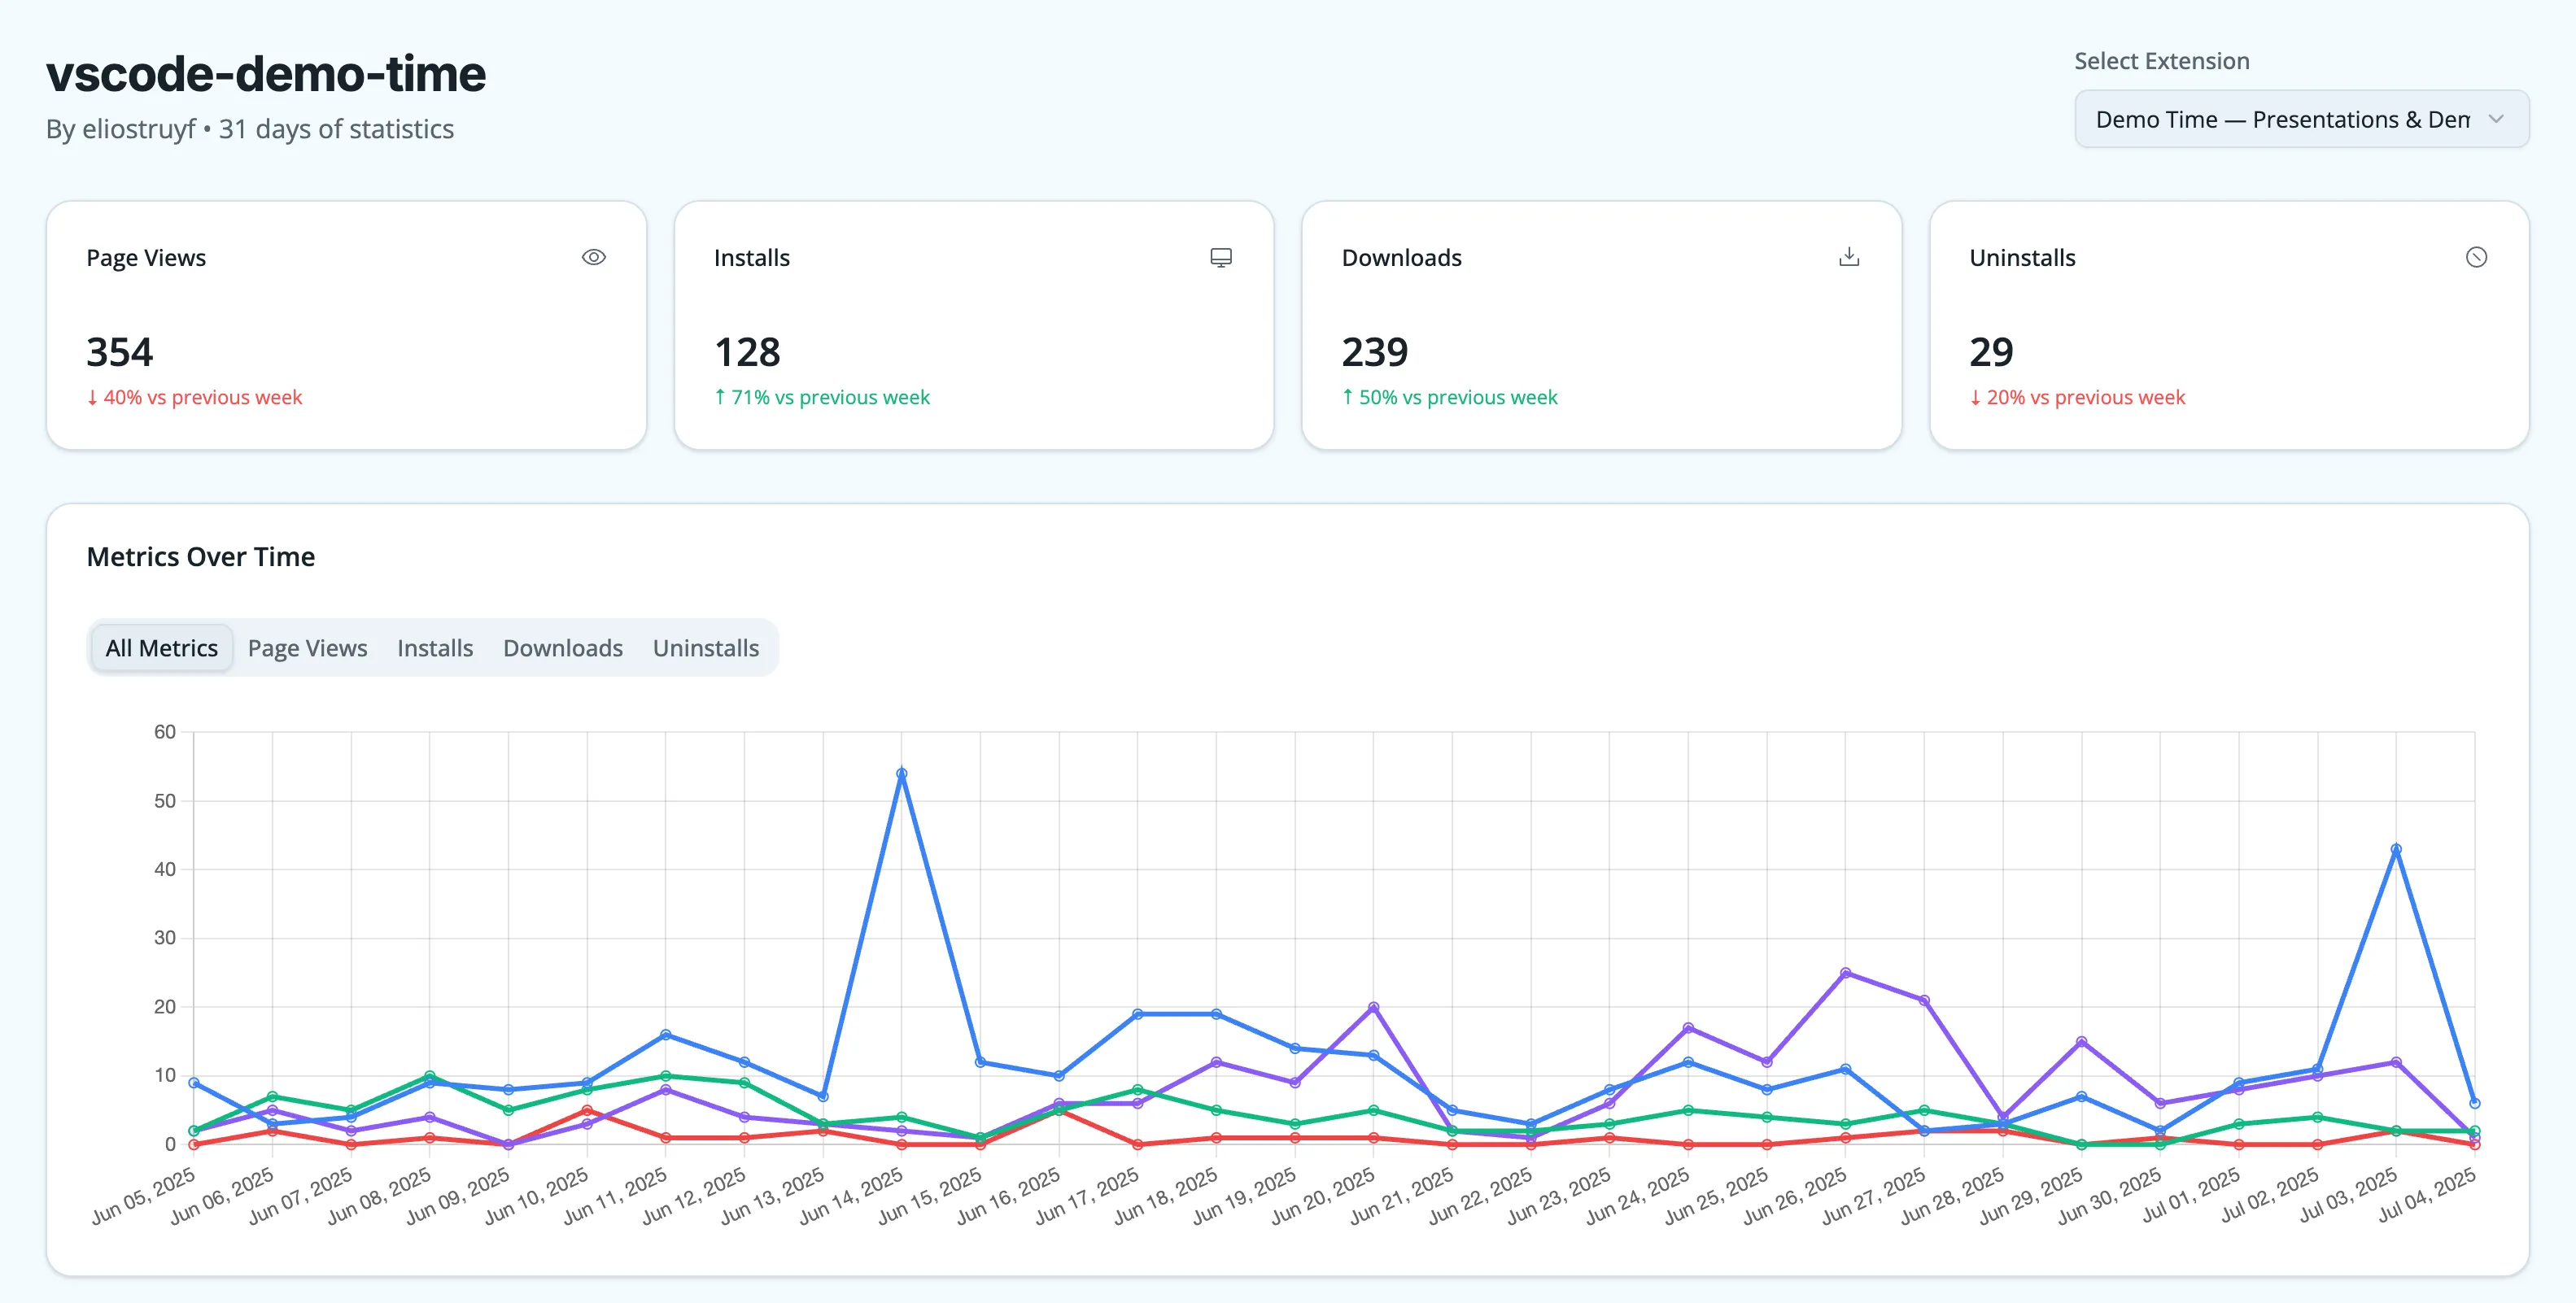 vscode-demo-time
By eliostruyf • 31 days of statistics
Select Extension
Demo Time — Presentations & Den
Page Views
354
↓ 40% vs previous week
Installs
128
↑ 71% vs previous week
Downloads
239
↑ 50% vs previous week
Uninstalls
29
↓ 20% vs previous week
Metrics Over Time
All Metrics Page Views Installs Downloads Uninstalls
60
50
40
30
20
10
0
Jun 05, 2025
Jun 06, 2025
Jun 07, 2025
Jun 08, 2025
Jun 09, 2025
Jun 10, 2025
Jun 11, 2025
Jun 12, 2025
Jun 13, 2025
Jun 14, 2025
Jun 15, 2025
Jun 16, 2025
Jun 17, 2025
Jun 18, 2025
Jun 19, 2025
Jun 20, 2025
Jun 21, 2025
Jun 22, 2025
Jun 23, 2025
Jun 24, 2025
Jun 25, 2025
Jun 26, 2025
Jun 27, 2025
Jun 28, 2025
Jun 29, 2025
Jun 30, 2025
Jul 01, 2025
Jul 02, 2025
Jul 03, 2025
Jul 04, 2025